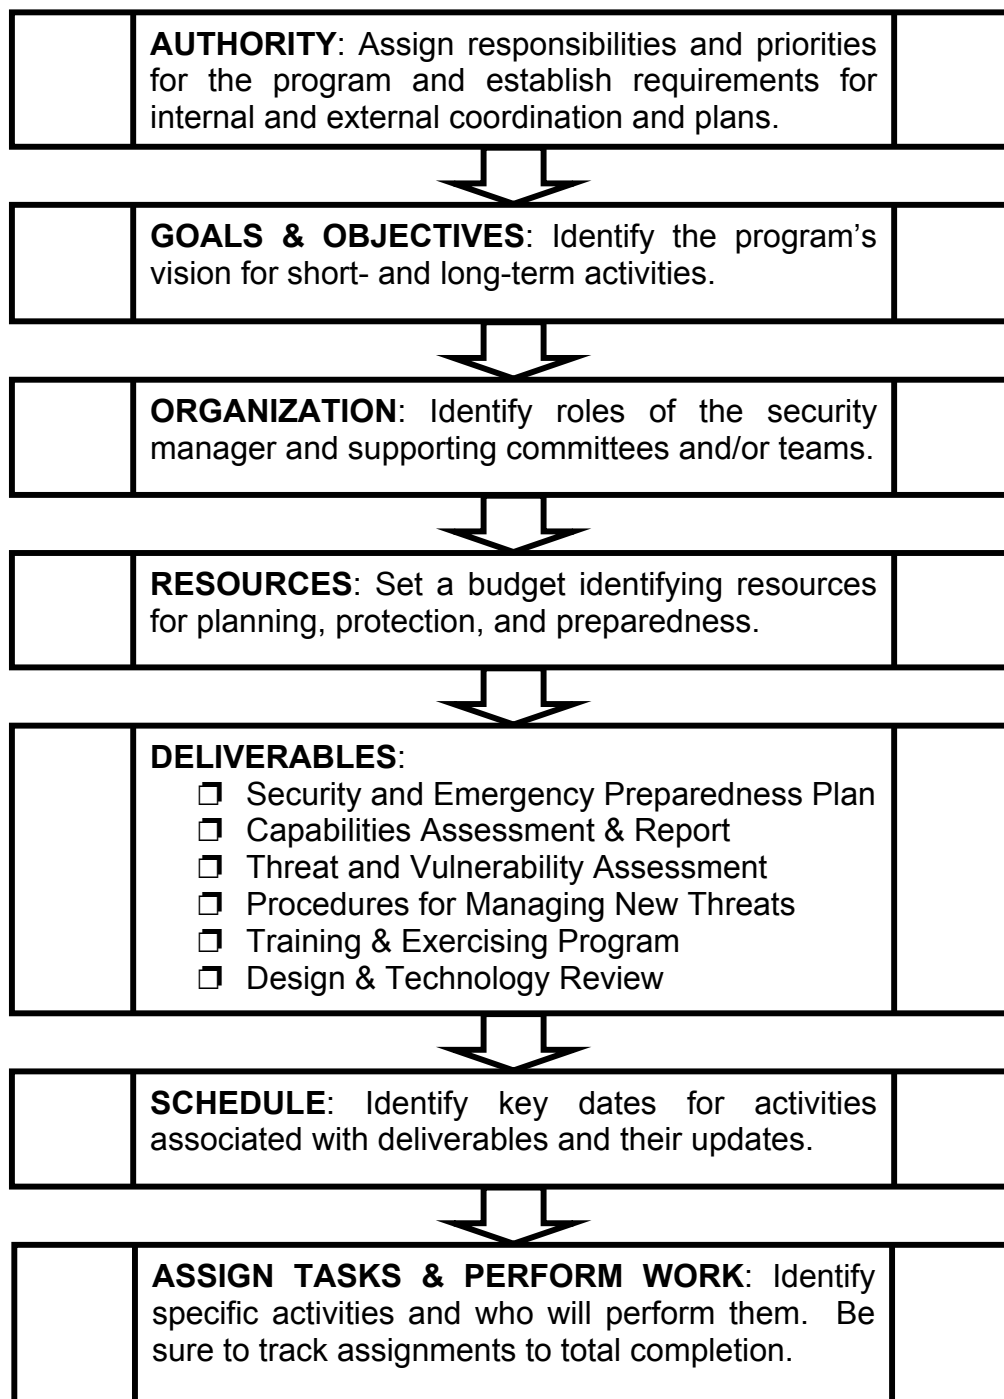 AUTHORITY: Assign responsibilities and priorities
for the program and establish requirements for
internal and external coordination and plans.
GOALS & OBJECTIVES: Identify the program’s
vision for short- and long-term activities.
ORGANIZATION: Identify roles of the security
manager and supporting committees and/or teams.
RESOURCES: Set a budget identifying resources
for planning, protection, and preparedness.
DELIVERABLES:
❐ Security and Emergency Preparedness Plan
❐ Capabilities Assessment & Report
❐ Threat and Vulnerability Assessment
❐ Procedures for Managing New Threats
❐ Training & Exercising Program
❐ Design & Technology Review
SCHEDULE: Identify key dates for activities
associated with deliverables and their updates.
ASSIGN TASKS & PERFORM WORK: Identify
specific activities and who will perform them. Be
sure to track assignments to total completion.